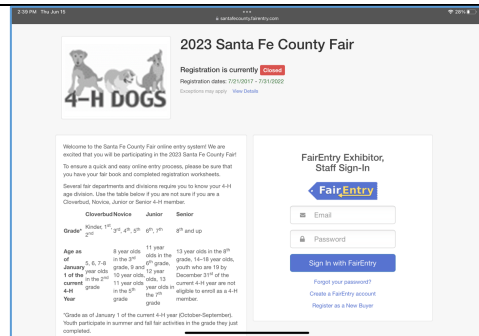 2:39 PM Thu Jun 15
santafecounty.fairentry.com
28%
4-H DOGS
2023 Santa Fe County Fair
Registration is currently Closed
Registration dates: 7/21/2017 - 7/31/2022
Exceptions may apply View Details
Welcome to the Santa Fe County Fair online entry system! We are
excited that you will be participating in the 2023 Santa Fe County Fair!
To ensure a quick and easy online entry process, please be sure that
you have your fair book and completed registration worksheets.
Several fair departments and divisions require you to know your 4-H
age division. Use the table below if you are not sure if you are a
Cloverbud, Novice, Junior or Senior 4-H member.
Cloverbud Novice Junior Senior
Grade* Kinder, 1st, 2nd 3rd, 4th, 5th 6th, 7th 8th and up
Age as of January 1 of the current 4-H Year
5, 6, 7-8 year olds in the 2nd grade
8 year olds in the 3rd grade, 9 and 10 year olds, 11 year olds in the 5th grade
11 year olds in the 6th grade, 12 year olds, 13 year olds in the 7th grade
13 year olds in the 8th grade, 14–18 year olds, youth who are 19 by December 31st of the current 4-H year are not eligible to enroll as a 4-H member.
*Grade as of January 1 of the current 4-H year (October-September).
Youth participate in summer and fall fair activities in the grade they just
completed.
FairEntry Exhibitor,
Staff Sign-In
FairEntry
Email
Password
Sign In with FairEntry
Forgot your password?
Create a FairEntry account
Register as a New Buyer